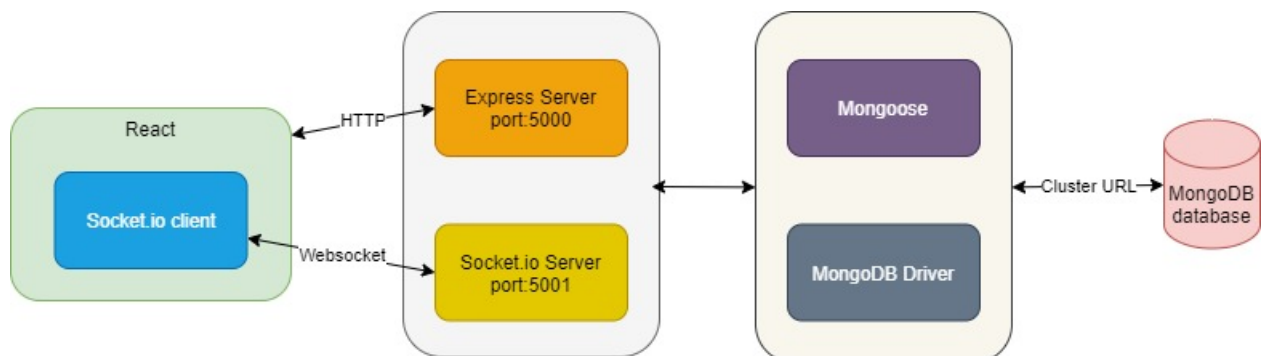 React
Socket.io client
HTTP
Websocket
Express Server
port:5000
Socket.io Server
port:5001
Mongoose
MongoDB Driver
Cluster URL
MongoDB
database